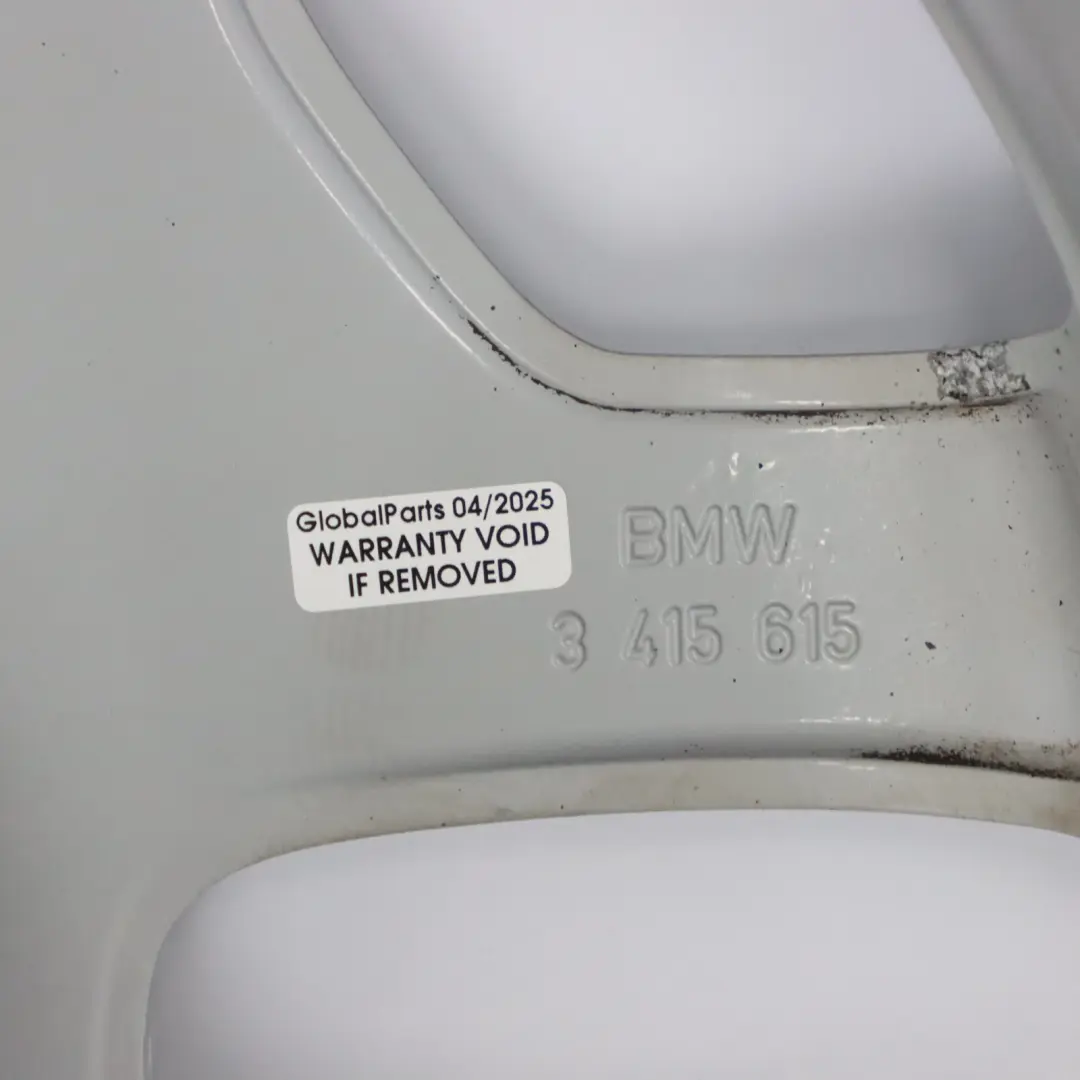 GlobalParts 04/2025
WARRANTY VOID
IF REMOVED
BMW
3 415 615